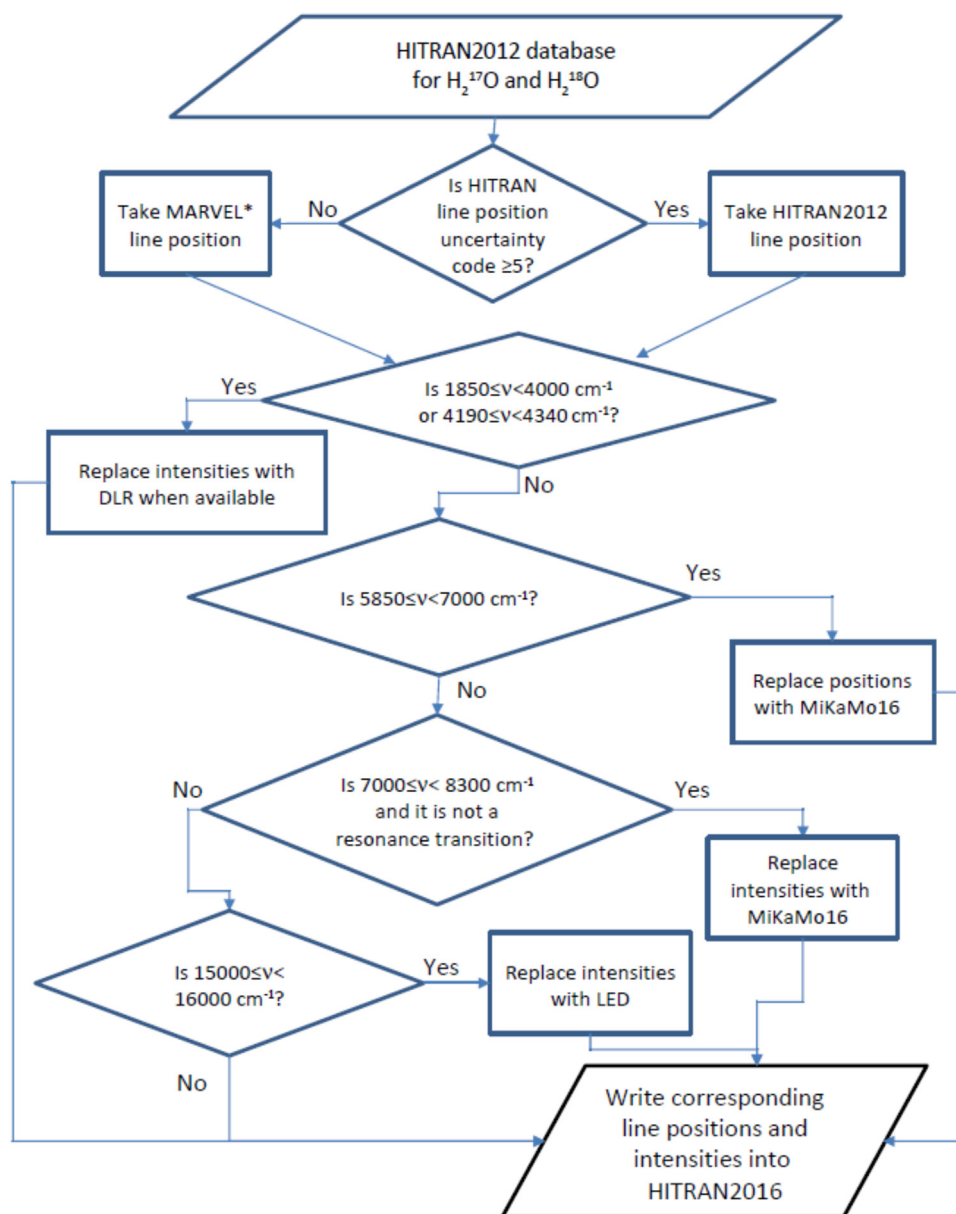 HITRAN2012 database
for H₂¹⁷O and H₂¹⁸O
Is HITRAN
line position
uncertainty
code ≥5?
No
Yes
Take MARVEL*
line position
Take HITRAN2012
line position
Is 1850≤ν<4000 cm⁻¹
or 4190≤ν<4340 cm⁻¹?
Yes
Replace intensities with
DLR when available
No
Is 5850≤ν<7000 cm⁻¹?
Yes
Replace positions
with MiKaMo16
No
Is 7000≤ν< 8300 cm⁻¹
and it is not a
resonance transition?
No
Yes
Replace
intensities with
MiKaMo16
Is 15000≤ν<
16000 cm⁻¹?
Yes
Replace intensities
with LED
No
Write corresponding
line positions and
intensities into
HITRAN2016